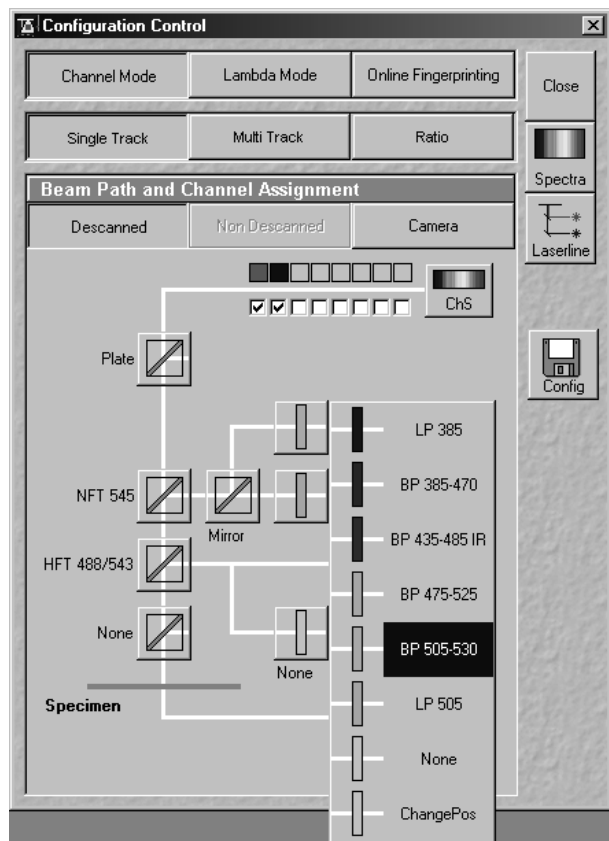 Configuration Control
Channel Mode
Lambda Mode
Online Fingerprinting
Close
Single Track
Multi Track
Ratio
Spectra
Beam Path and Channel Assignment
Descanned
Non Descanned
Camera
Laserline
ChS
Plate
Config
LP 385
BP 385-470
NFT 545
Mirror
BP 435-485 IR
HFT 488/543
BP 475-525
None
BP 505-530
None
Specimen
LP 505
None
ChangePos